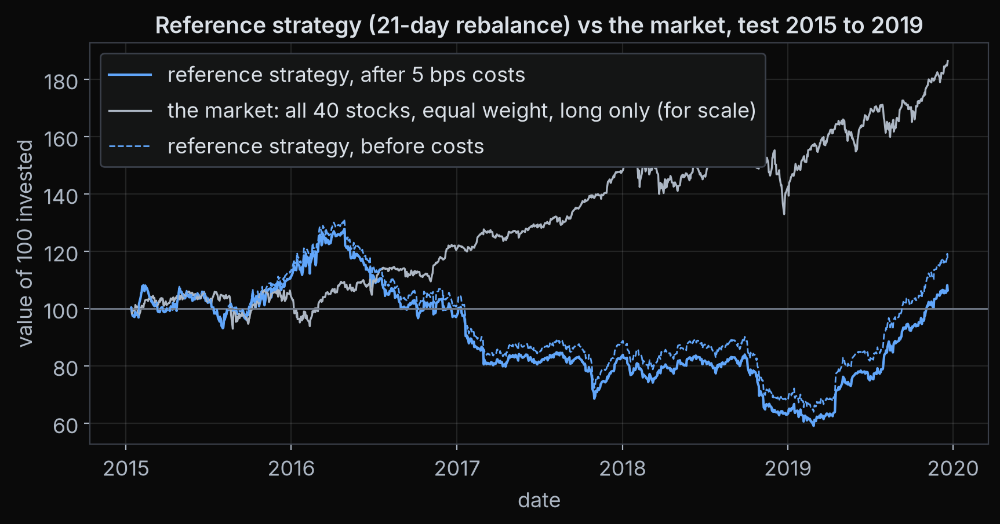 Reference strategy (21-day rebalance) vs the market, test 2015 to 2019
reference strategy, after 5 bps costs
the market: all 40 stocks, equal weight, long only (for scale)
reference strategy, before costs
value of 100 invested
180
160
140
120
100
80
60
2015
2016
2017
2018
2019
2020
date